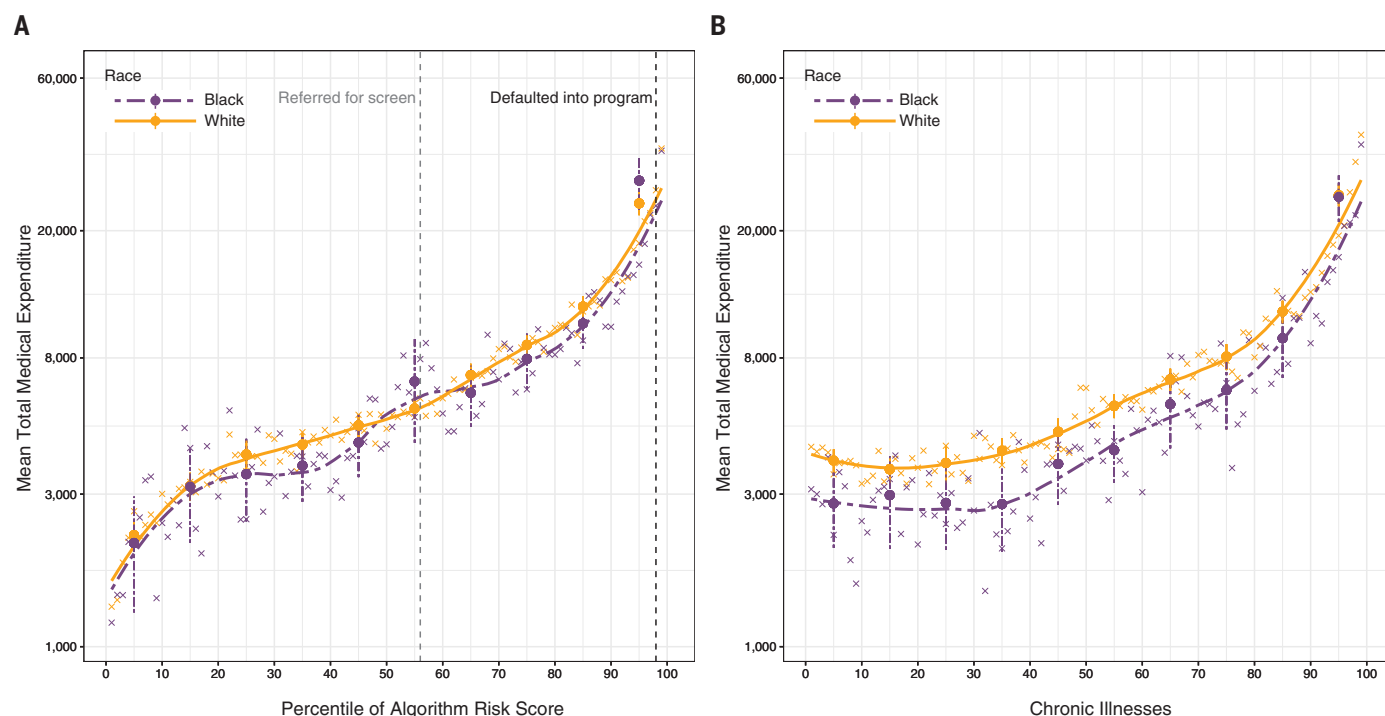 A
Mean Total Medical Expenditure
60,000
20,000
8,000
3,000
1,000
Race
Black
White
Referred for screen
Defaulted into program
0 10 20 30 40 50 60 70 80 90 100
Percentile of Algorithm Risk Score
B
Mean Total Medical Expenditure
60,000
20,000
8,000
3,000
1,000
Race
Black
White
0 10 20 30 40 50 60 70 80 90 100
Chronic Illnesses